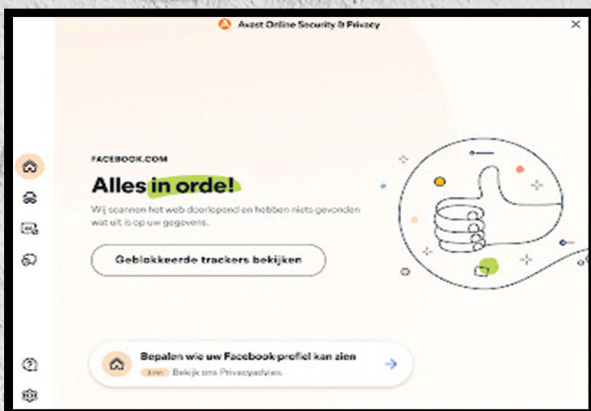 Avast Online Security & Privacy
FACEBOOK.COM
Alles in orde!
Wij scannen het web doorlopend en hebben niets gevonden
wat uit is op uw gegevens.
Geblokkeerde trackers bekijken
Bepalen wie uw Facebook-profiel kan zien
Bekijk ons Privacyadvies.